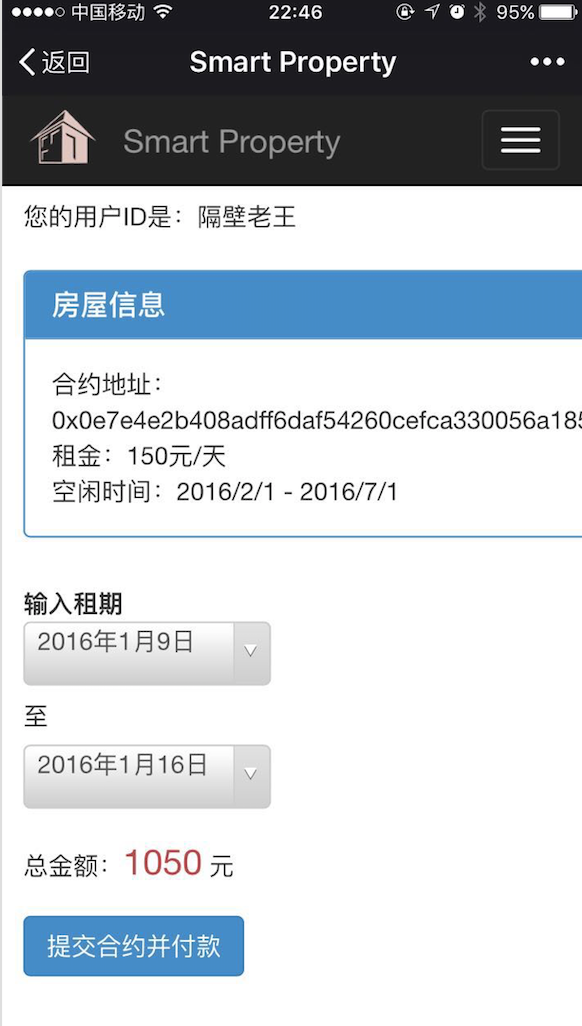 中国移动 22:46 95%
返回 Smart Property
Smart Property
您的用户ID是：隔壁老王
房屋信息
合约地址：
0x0e7e4e2b408adff6daf54260cefca330056a185
租金：150元/天
空闲时间：2016/2/1 - 2016/7/1
输入租期
2016年1月9日
至
2016年1月16日
总金额：1050 元
提交合约并付款